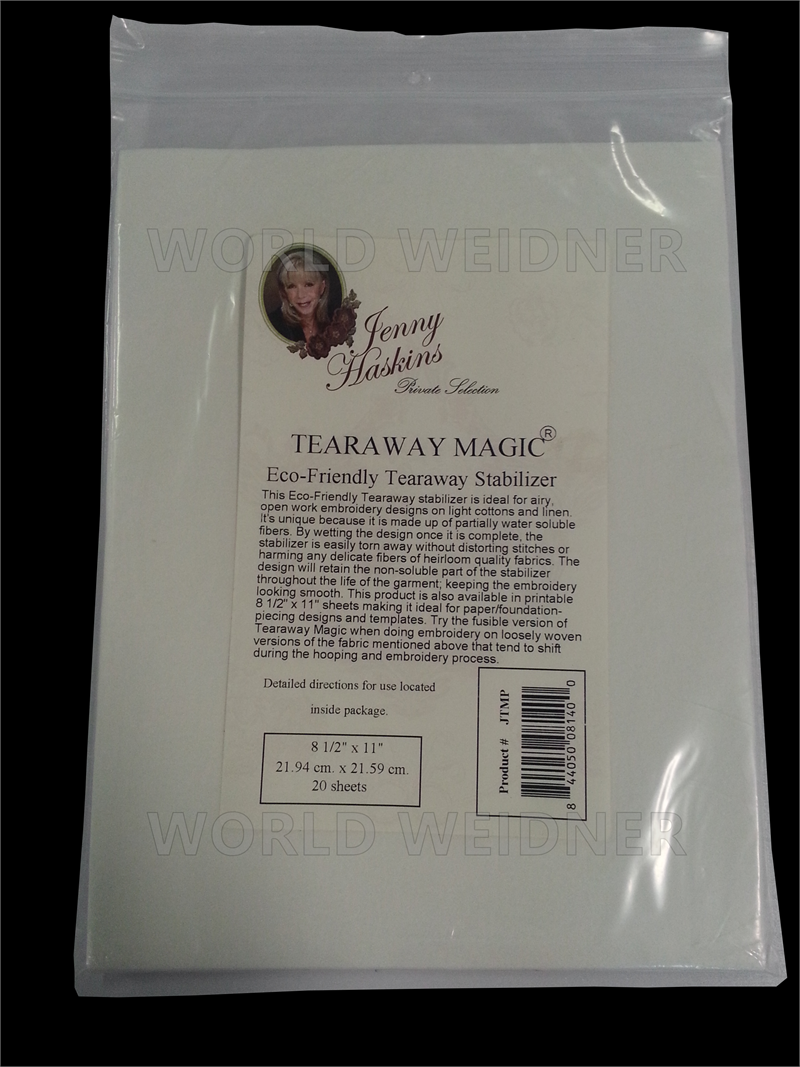 WORLD WEIDNER
Jenny
Haskins
Private Selection
TEARAWAY MAGIC®
Eco-Friendly Tearaway Stabilizer
This Eco-Friendly Tearaway stabilizer is ideal for airy,
open work embroidery designs on light cottons and linen.
It's unique because it is made up of partially water soluble
fibers. By wetting the design once it is complete, the
stabilizer is easily torn away without distorting stitches or
harming any delicate fibers of heirloom quality fabrics. The
design will retain the non-soluble part of the stabilizer
throughout the life of the garment; keeping the embroidery
looking smooth. This product is also available in printable
8 1/2" x 11" sheets making it ideal for paper/foundation-
piecing designs and templates. Try the fusible version of
Tearaway Magic when doing embroidery on loosely woven
versions of the fabric mentioned above that tend to shift
during the hooping and embroidery process.
Detailed directions for use located
inside package.
8 1/2" x 11"
21.94 cm. x 21.59 cm.
20 sheets
Product # JTMP
8 44050 08140 0
WORLD WEIDNER